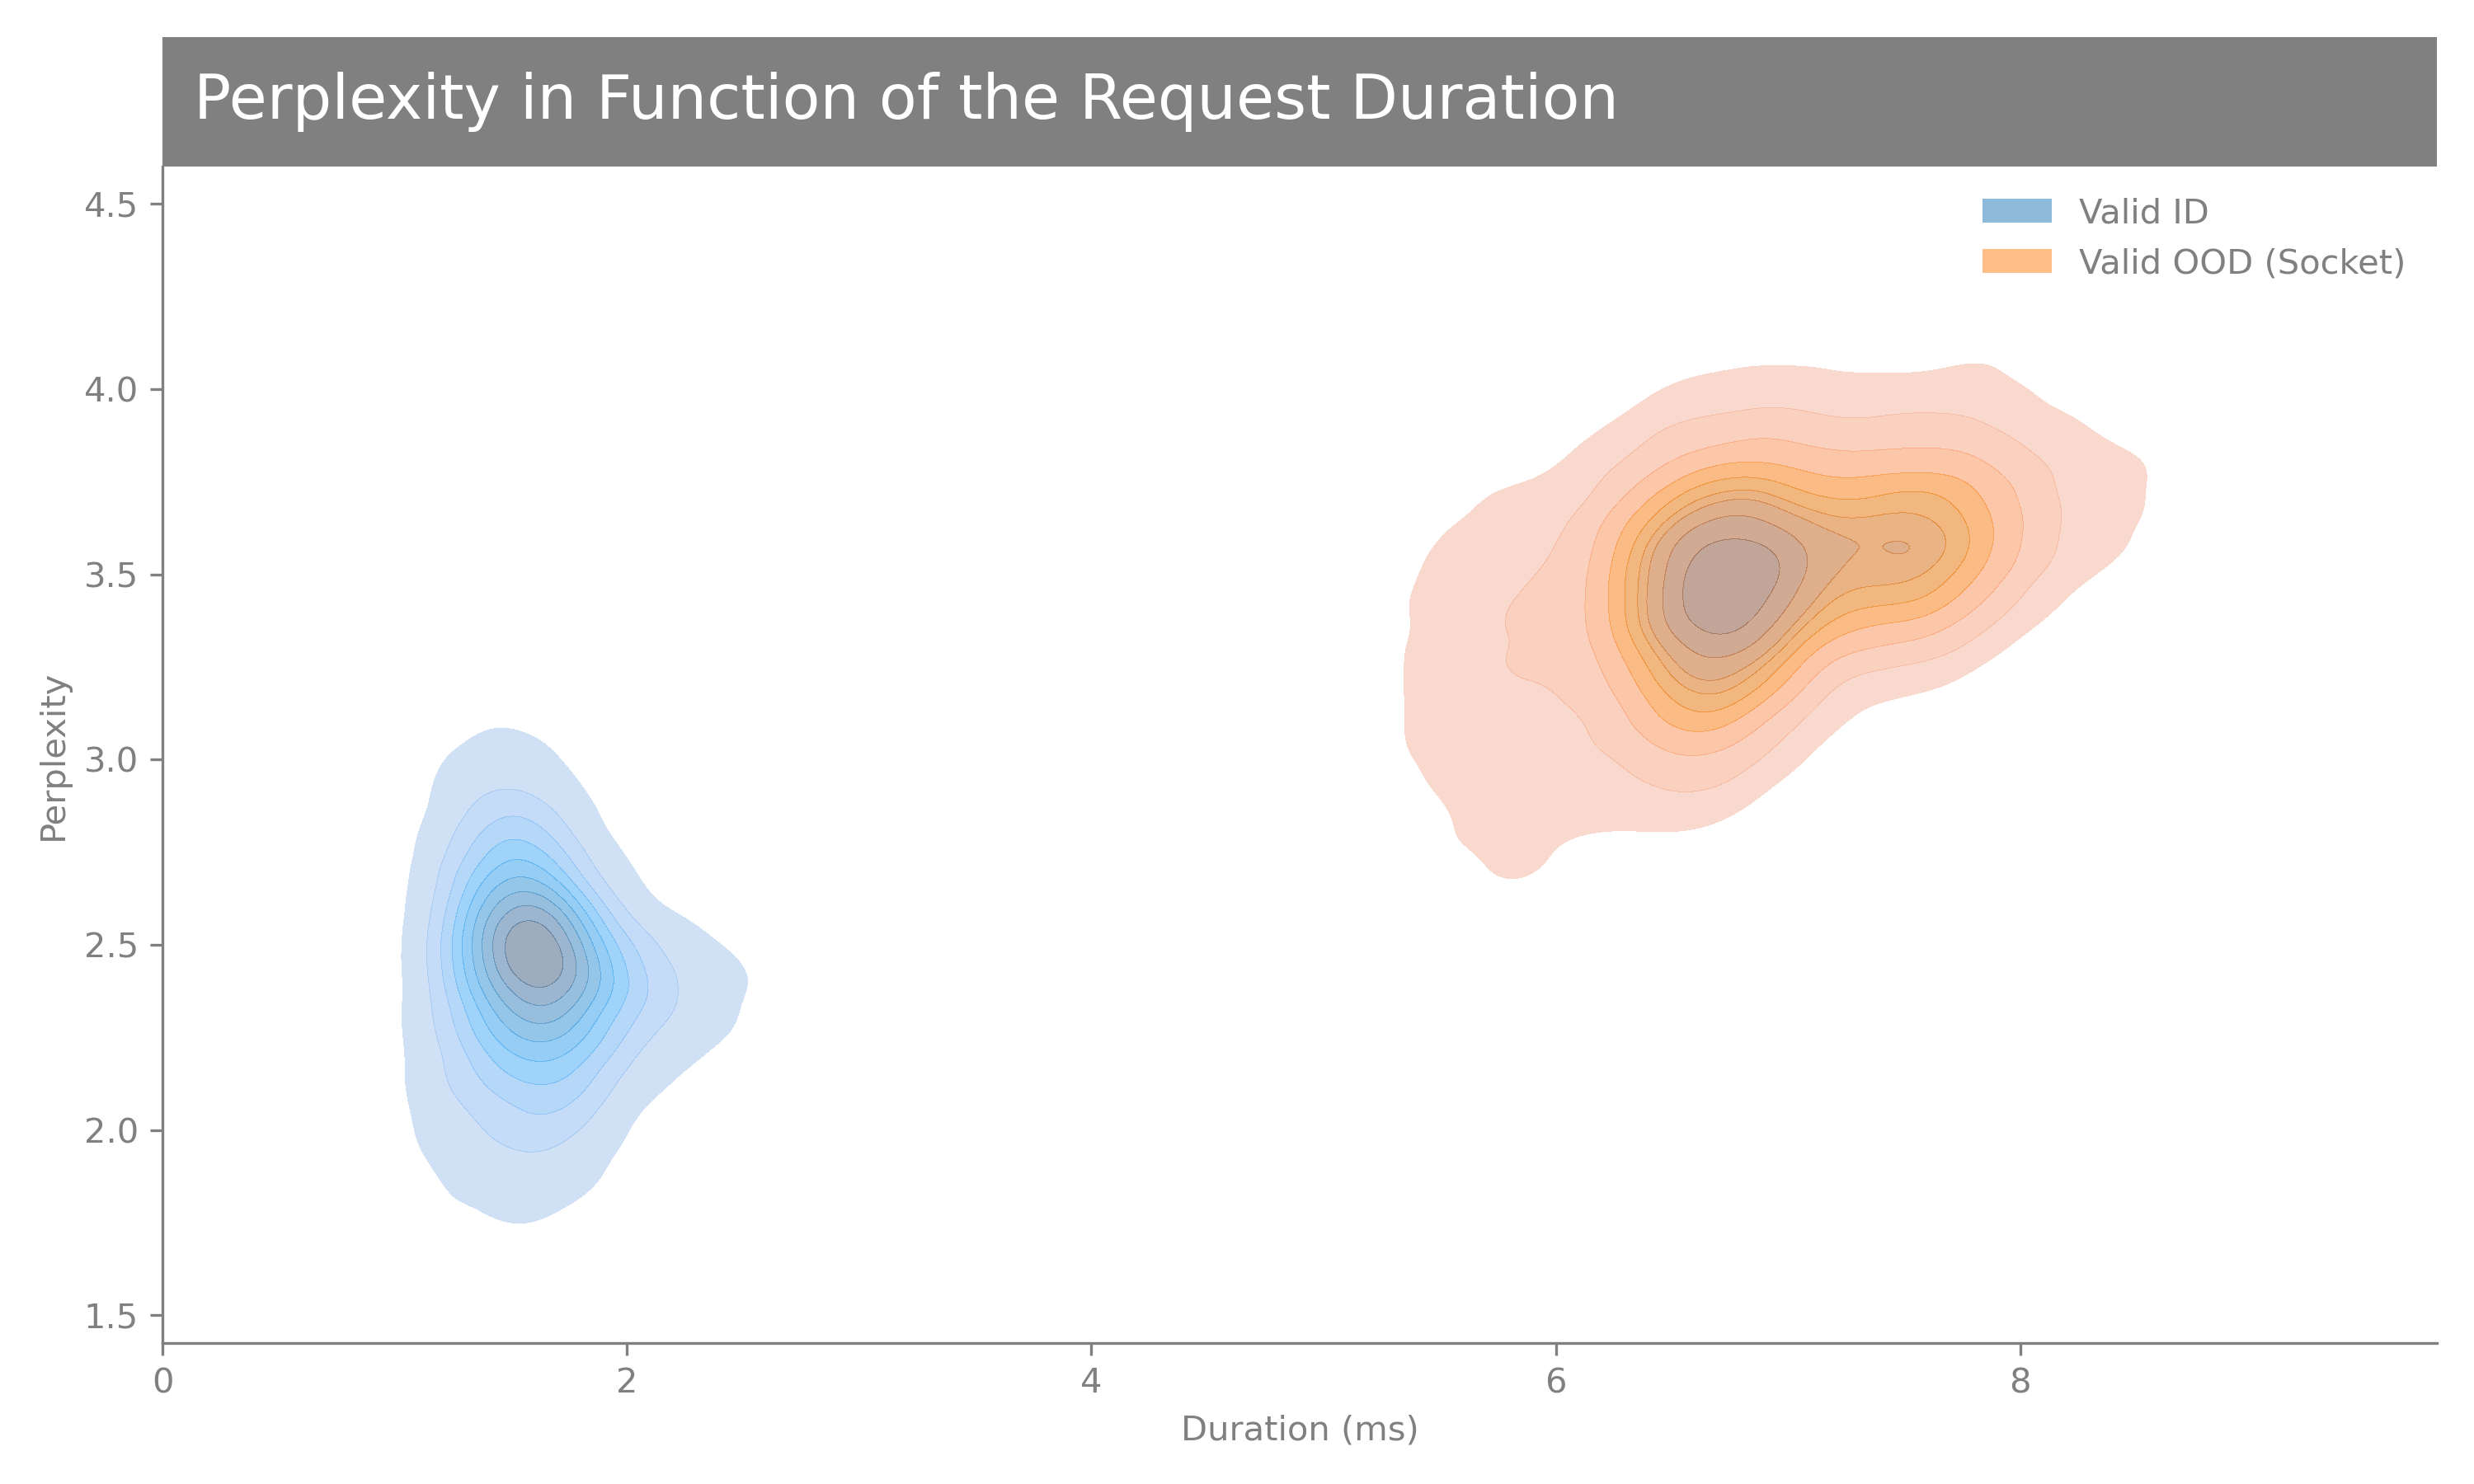 Perplexity in Function of the Request Duration
Valid ID
Valid OOD (Socket)
4.5
4.0
3.5
3.0
2.5
2.0
1.5
Perplexity
0 2 4 6 8
Duration (ms)